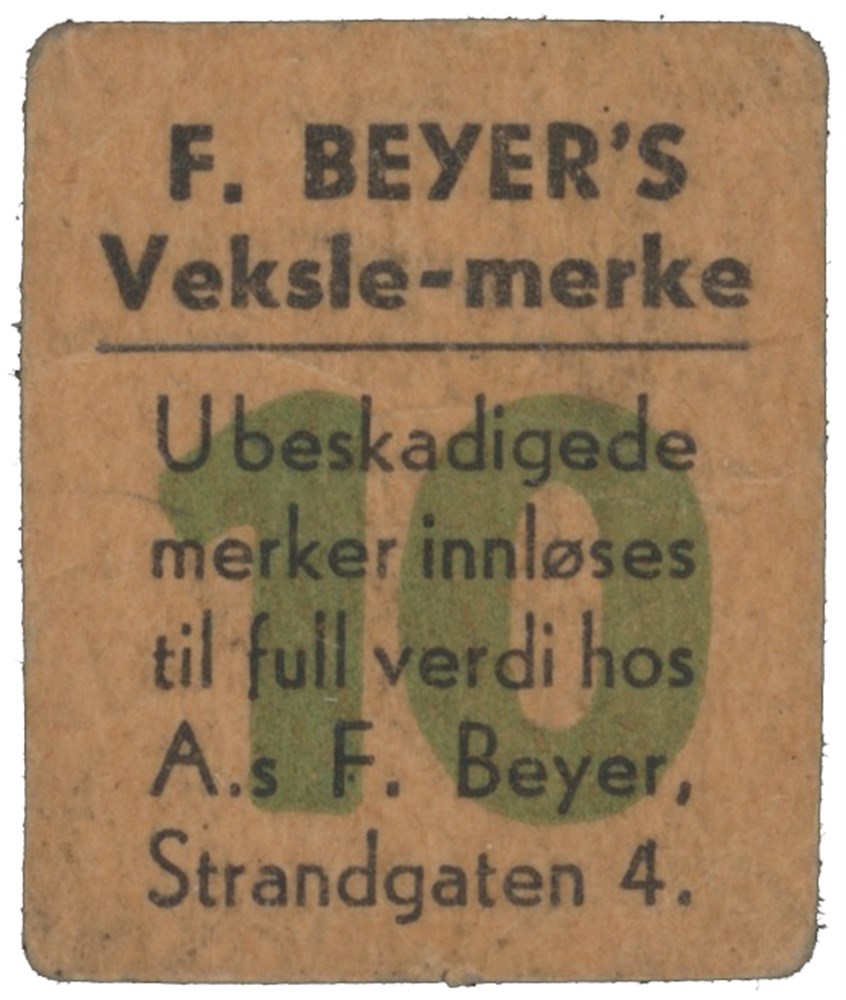 F. BEYER'S
Veksle-merke
10
Ubeskadigede
merker innløses
til full verdi hos
A.s F. Beyer,
Strandgaten 4.